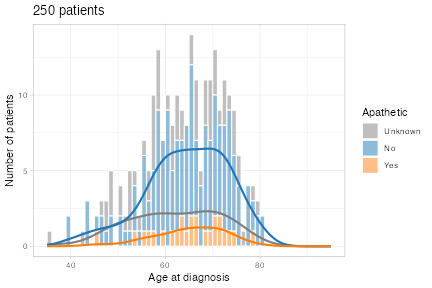 250 patients
Number of patients
10
5
0
40
60
80
Age at diagnosis
Apathetic
Unknown
No
Yes